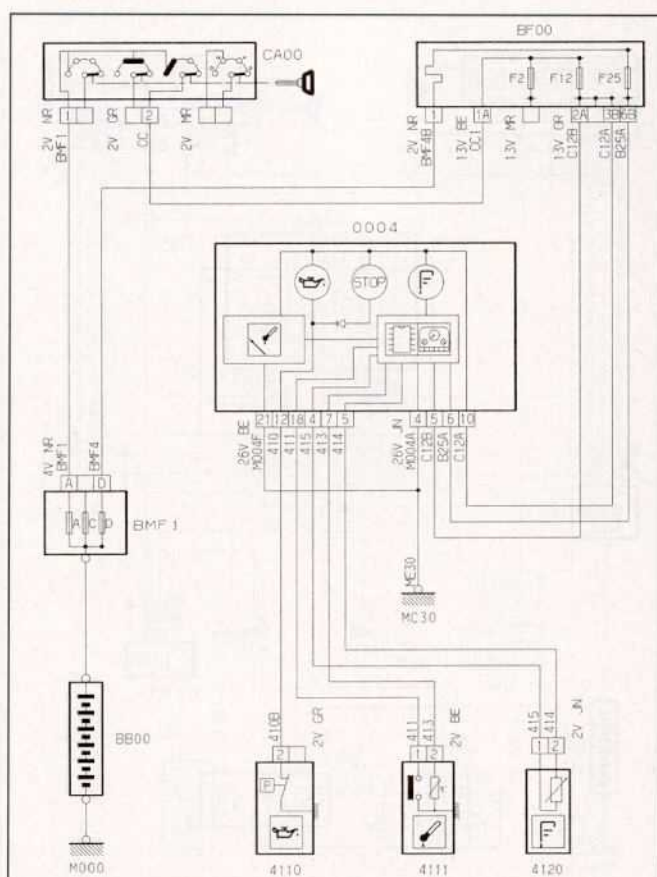 CA00
BF00
F2 F12 F25
1 2
1 1A 2A 3B 6B
2V NR
BMF1
2V GR
CC
2V MR
2V NR
BMF4B
13V BE
CC1
13V MR
13V GR
C12B
C12A
B25A
0004
STOP
21 12 18 4 7 5
4 5 6 10
26V BE
M004F
410
411
415
413
414
26V JN
M004A
C12B
B25A
C12A
4V NR
BMF1
BMF4
A D
A C D
BMF1
ME30
MC30
BB00
M000
410B
2V GR
2
P
4110
411
413
2V BE
1 2
4111
415
414
2V JN
1 2
4120